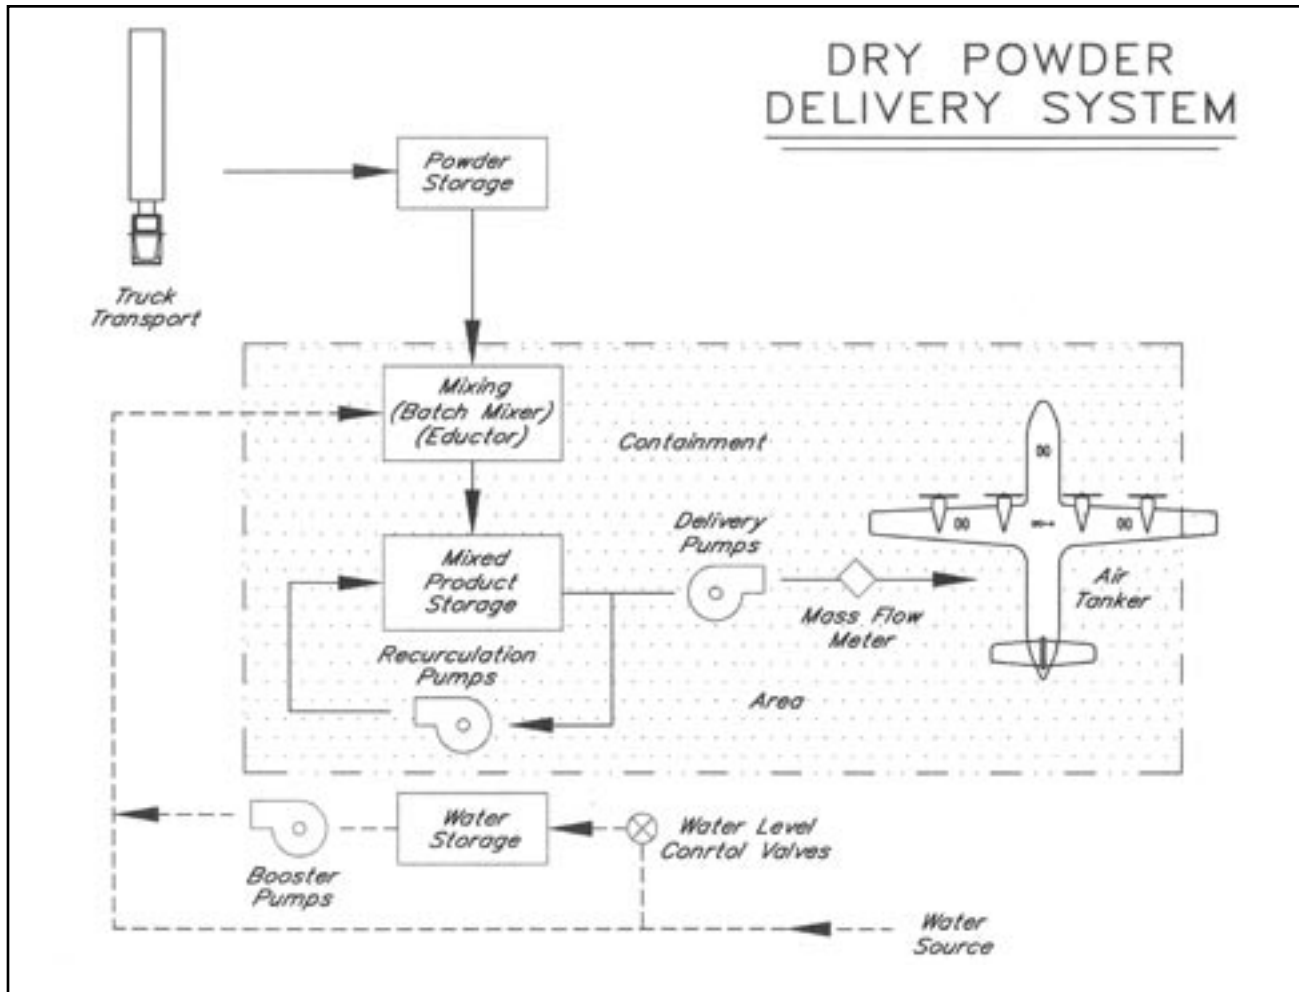 DRY POWDER
DELIVERY SYSTEM
Powder
Storage
Truck
Transport
Mixing
(Batch Mixer)
(Eductor)
Containment
Delivery
Pumps
Mixed
Product
Storage
Air
Tanker
Mass Flow
Meter
Recurculation
Pumps
Area
Water
Storage
Water Level
Conrtol Valves
Booster
Pumps
Water
Source